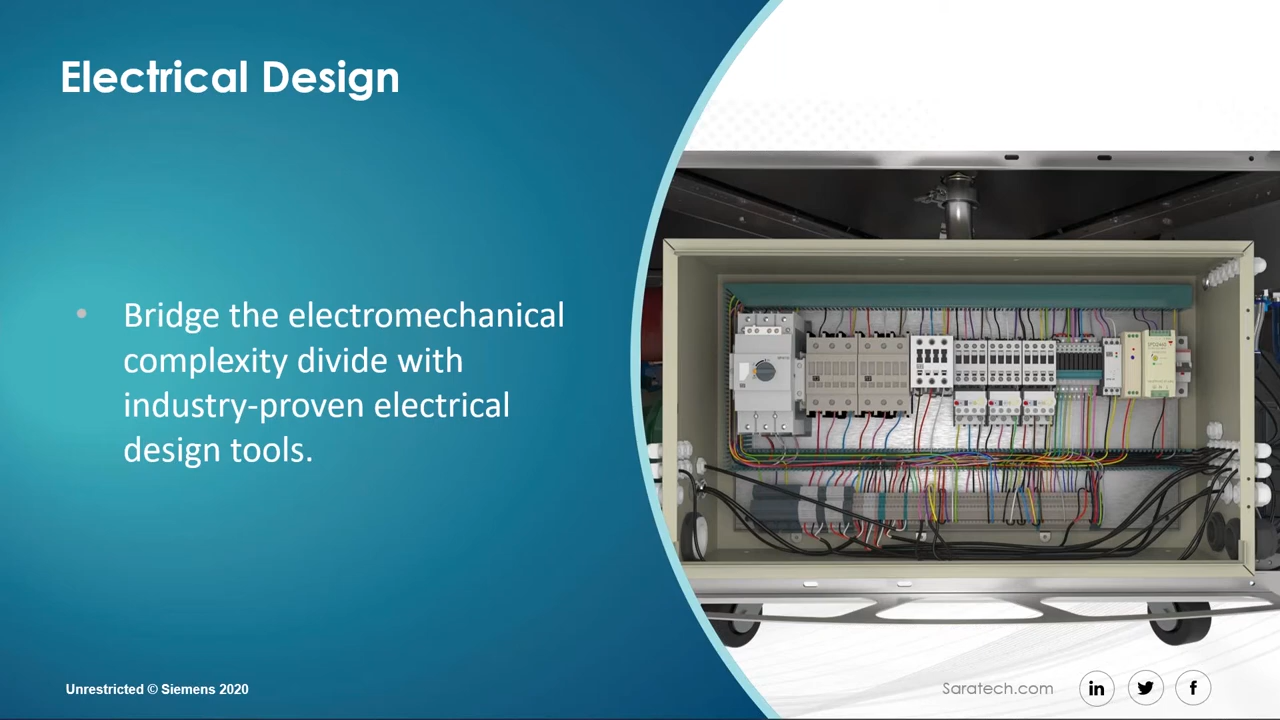 Electrical Design
• Bridge the electromechanical
complexity divide with
industry-proven electrical
design tools.
Unrestricted © Siemens 2020
Saratech.com
in
f